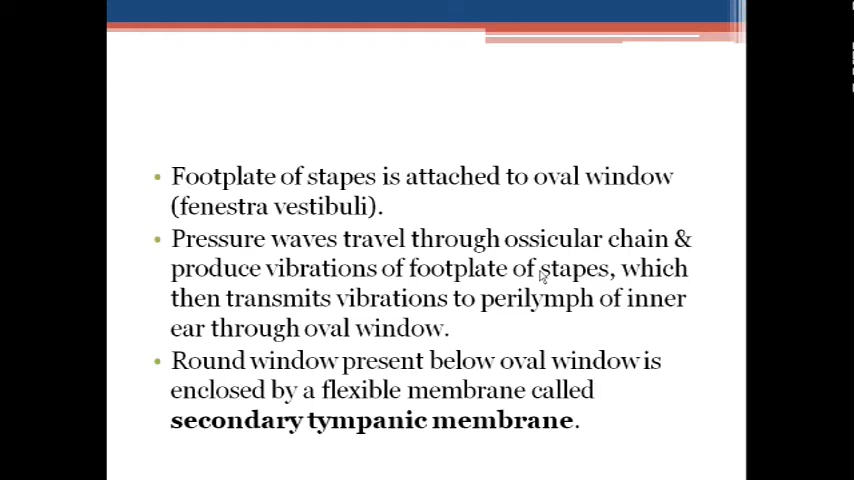 • Footplate of stapes is attached to oval window
(fenestra vestibuli).
• Pressure waves travel through ossicular chain &
produce vibrations of footplate of stapes, which
then transmits vibrations to perilymph of inner
ear through oval window.
• Round window present below oval window is
enclosed by a flexible membrane called
secondary tympanic membrane.